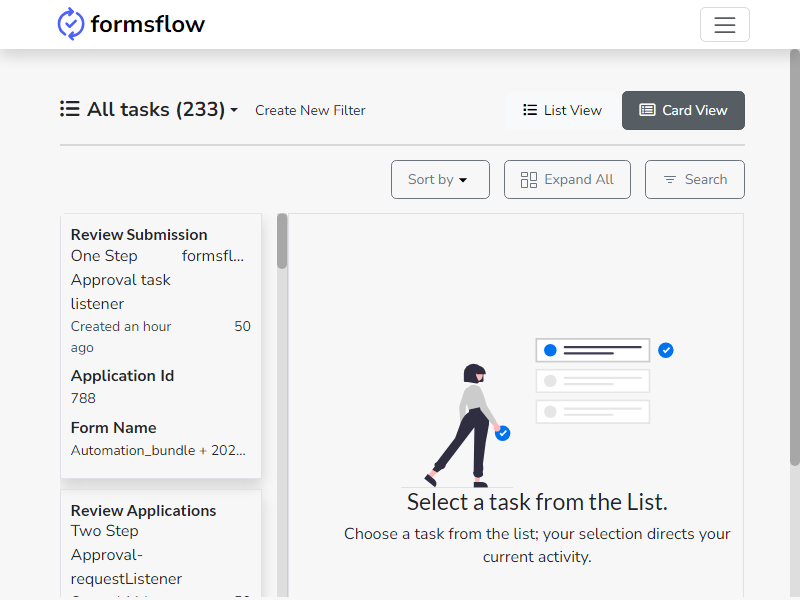 formsflow
All tasks (233)
Create New Filter
List View
Card View
Sort by
Expand All
Search
Review Submission
One Step formsfl...
Approval task
listener
Created an hour 50
ago
Application Id
788
Form Name
Automation_bundle + 202...
Review Applications
Two Step
Approval-
requestListener
Select a task from the List.
Choose a task from the list; your selection directs your
current activity.